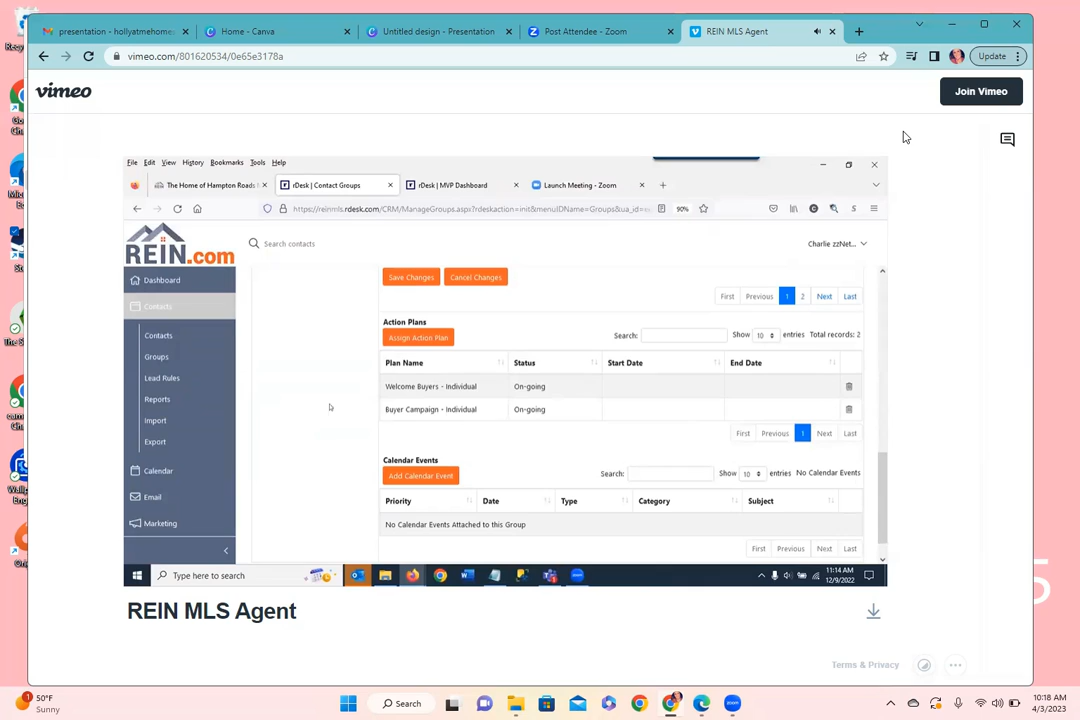 presentation - hollyatmehome
Home - Canva
Untitled design - Presentation
Post Attendee - Zoom
REIN MLS Agent
vimeo.com/801620534/0e65e3178a
Update
vimeo
Join Vimeo
File Edit View History Bookmarks Tools Help
The Home of Hampton Roads
rDesk | Contact Groups
rDesk | MVP Dashboard
Launch Meeting - Zoom
90%
REIN.com
Search contacts
Charlie zzNet...
Dashboard
Contacts
Contacts
Groups
Lead Rules
Reports
Import
Export
Calendar
Email
Marketing
Save Changes Cancel Changes
First Previous 1 2 Next Last
Action Plans
Assign Action Plan
Search: Show 10 entries Total records: 2
Plan Name Status Start Date End Date
Welcome Buyers - Individual On-going
Buyer Campaign - Individual On-going
First Previous 1 Next Last
Calendar Events
Add Calendar Event
Search: Show 10 entries No Calendar Events
Priority Date Type Category Subject
No Calendar Events Attached to this Group
First Previous Next Last
Type here to search
11:14 AM
12/9/2022
REIN MLS Agent
Terms & Privacy
5
50°F
Sunny
Search
10:18 AM
4/3/2023